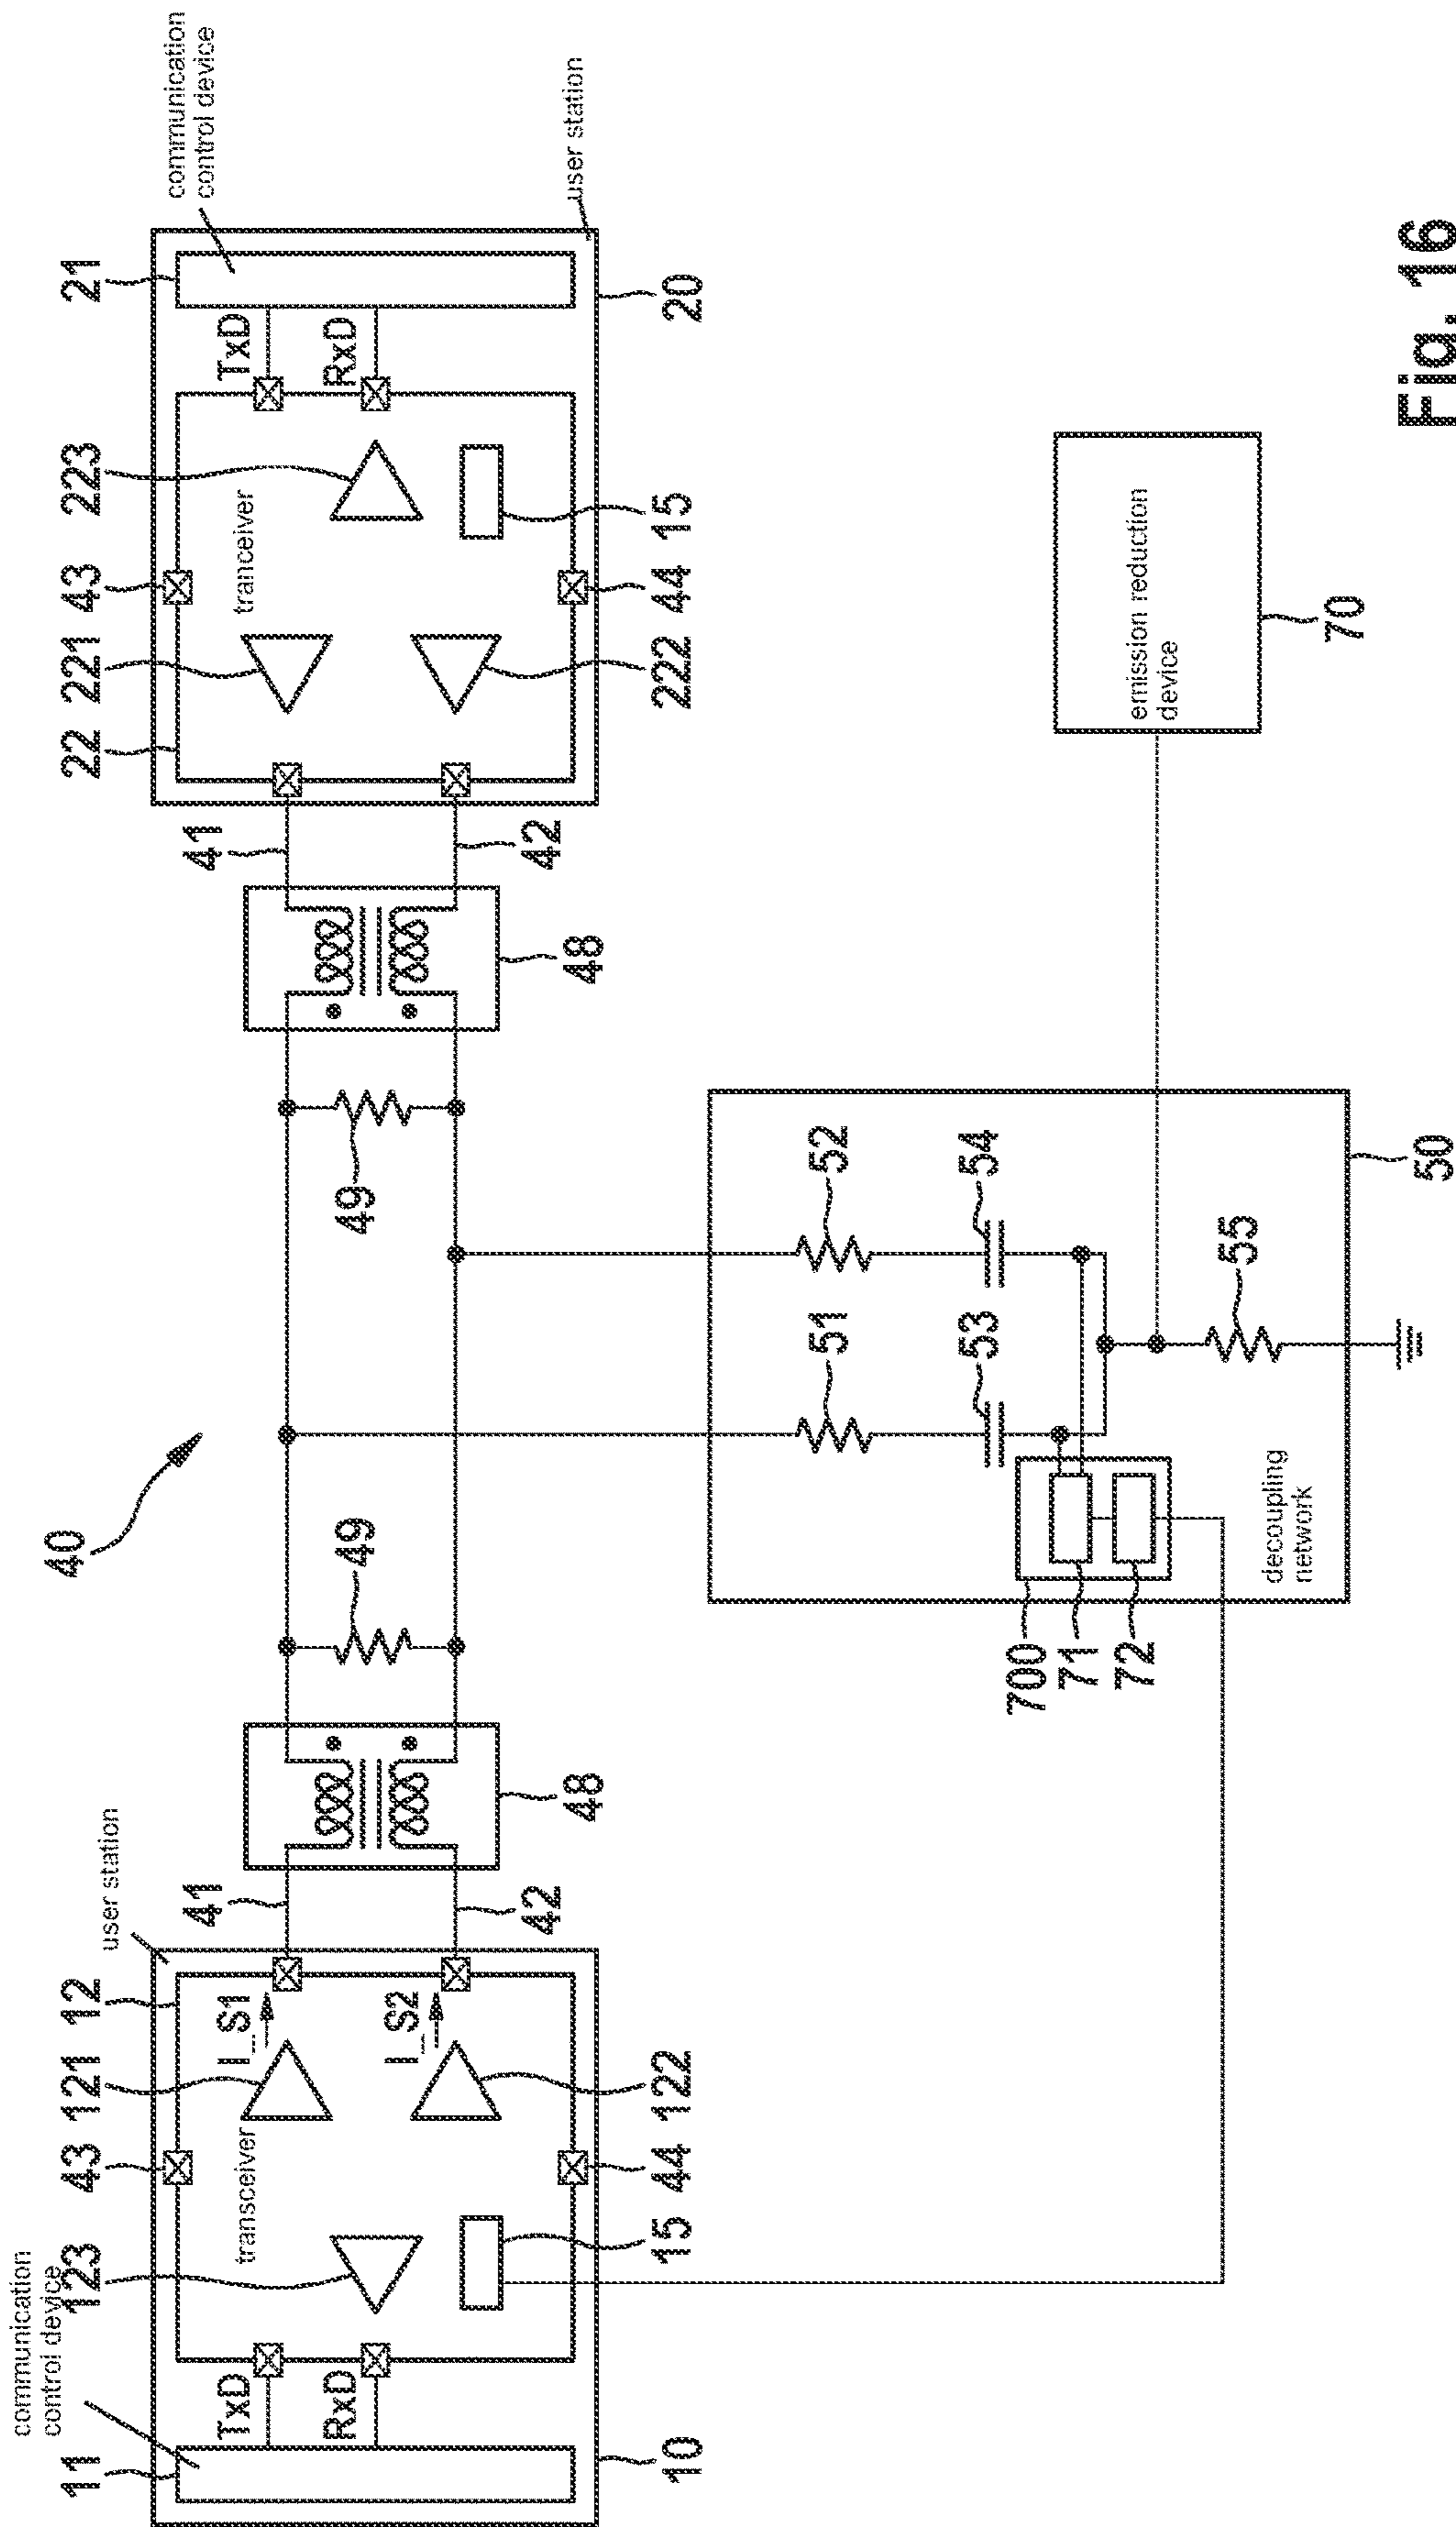 communication
control device
11
123
43
121
12
user station
TxD
RxD
transceiver
I_S1
I_S2
10
15
44
122
41
42
48
40
49
49
48
41
42
22
221
43
223
21
communication
control device
tranceiver
TxD
RxD
user station
222
44
15
20
700
71
72
51
52
53
54
55
decoupling
network
50
emission reduction
device
70
Fig. 16